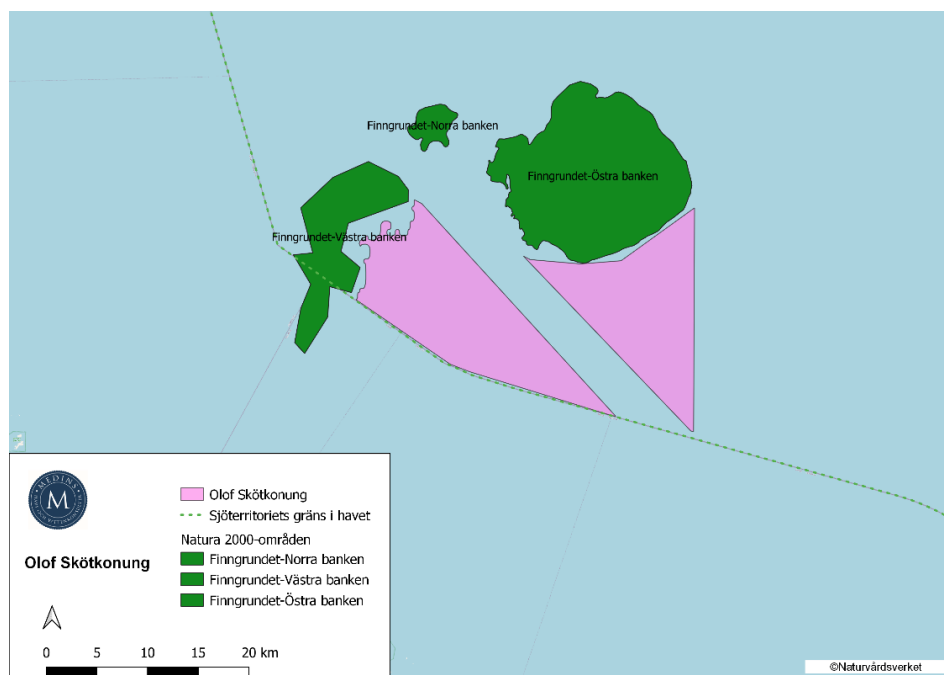 Finngrundet-Norra banken
Finngrundet-Östra banken
Finngrundet-Västra banken
MEDINS
M
Olof Skötkonung
Olof Skötkonung
Sjöterritoriets gräns i havet
Natura 2000-områden
Finngrundet-Norra banken
Finngrundet-Västra banken
Finngrundet-Östra banken
0 5 10 15 20 km
©Naturvårdsverket